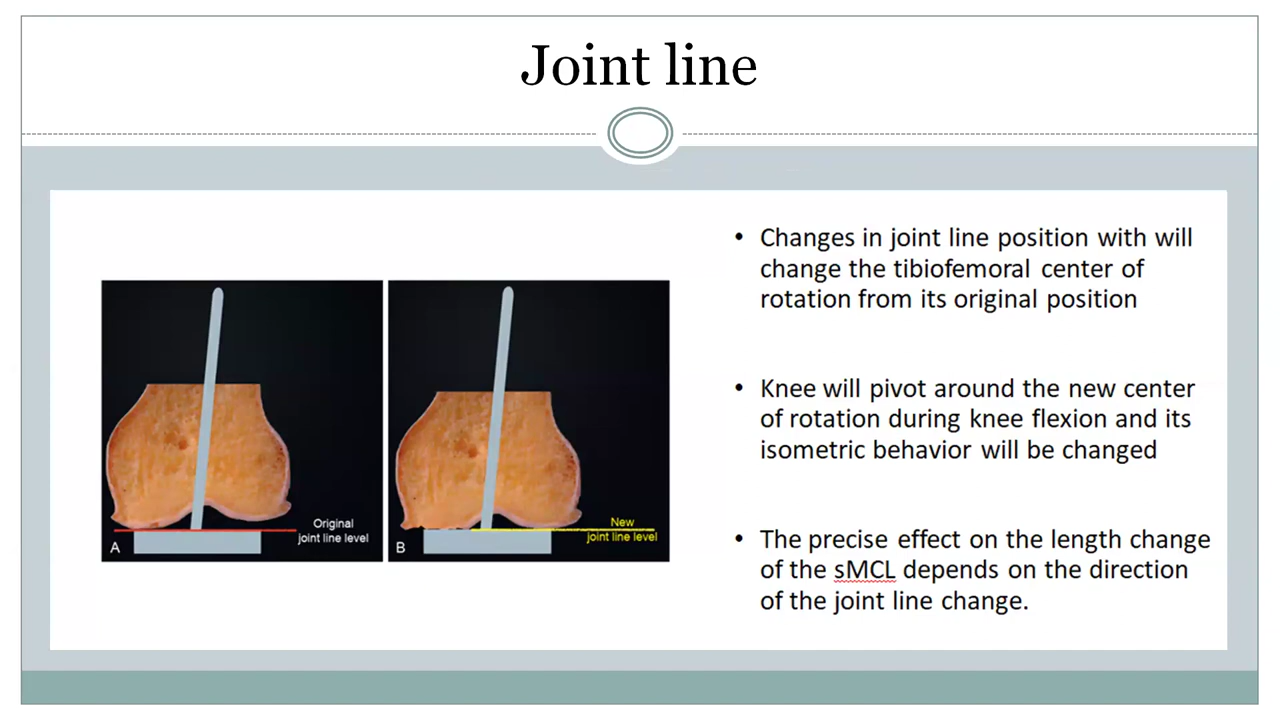 Joint line
Original
joint line level
A
New
joint line level
B
• Changes in joint line position with will
change the tibiofemoral center of
rotation from its original position
• Knee will pivot around the new center
of rotation during knee flexion and its
isometric behavior will be changed
• The precise effect on the length change
of the sMCL depends on the direction
of the joint line change.